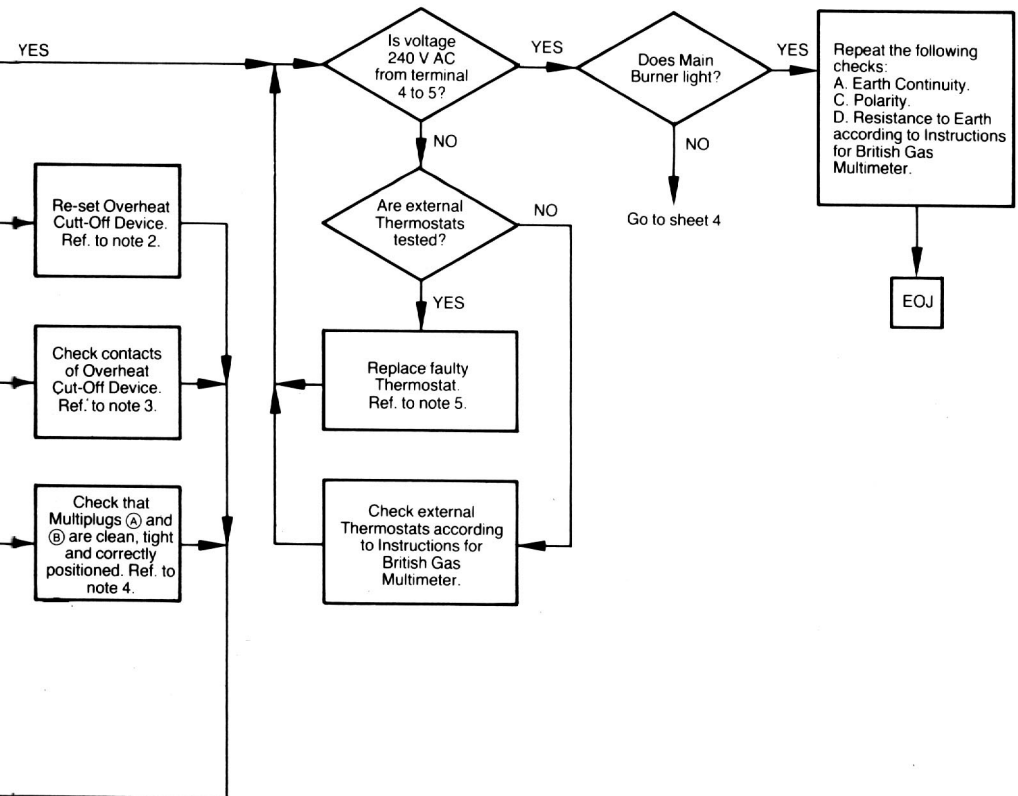 YES
Is voltage
240 V AC
from terminal
4 to 5?
YES
Does Main
Burner light?
YES
Repeat the following
checks:
A. Earth Continuity.
C. Polarity.
D. Resistance to Earth
according to Instructions
for British Gas
Multimeter.
NO
NO
Go to sheet 4
EOJ
Re-set Overheat
Cutt-Off Device.
Ref. to note 2.
Are external
Thermostats
tested?
NO
YES
Check contacts
of Overheat
Cut-Off Device.
Ref. to note 3.
Replace faulty
Thermostat.
Ref. to note 5.
Check that
Multiplugs Ⓐ and
Ⓑ are clean, tight
and correctly
positioned. Ref. to
note 4.
Check external
Thermostats according
to Instructions for
British Gas
Multimeter.